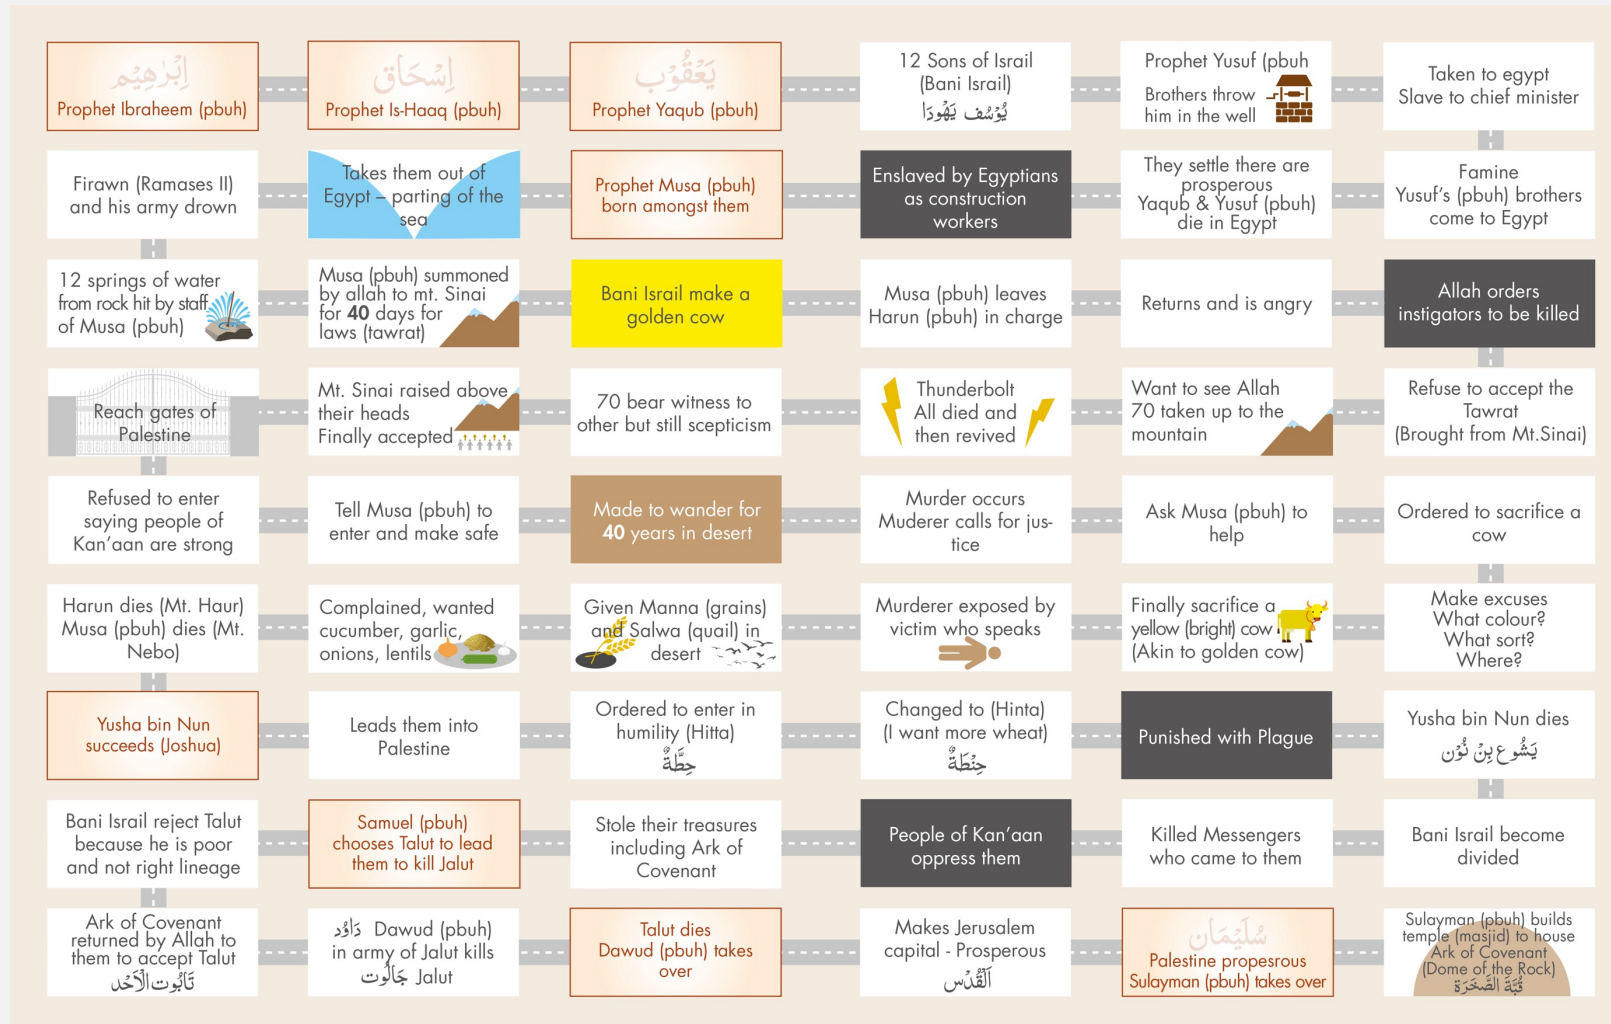 اِبْرٰهِيْم
Prophet Ibraheem (pbuh)
اِسْحَاق
Prophet Is-Haaq (pbuh)
يَعْقُوْب
Prophet Yaqub (pbuh)
12 Sons of Israil
(Bani Israil)
يُوْسُف يَهُوْدَا
Prophet Yusuf (pbuh
Brothers throw
him in the well
Taken to egypt
Slave to chief minister
Firawn (Ramases II)
and his army drown
Takes them out of
Egypt – parting of the
sea
Prophet Musa (pbuh)
born amongst them
Enslaved by Egyptians
as construction
workers
They settle there are
prosperous
Yaqub & Yusuf (pbuh)
die in Egypt
Famine
Yusuf's (pbuh) brothers
come to Egypt
12 springs of water
from rock hit by staff
of Musa (pbuh)
Musa (pbuh) summoned
by allah to mt. Sinai
for 40 days for
laws (tawrat)
Bani Israil make a
golden cow
Musa (pbuh) leaves
Harun (pbuh) in charge
Returns and is angry
Allah orders
instigators to be killed
Reach gates of
Palestine
Mt. Sinai raised above
their heads
Finally accepted
70 bear witness to
other but still scepticism
Thunderbolt
All died and
then revived
Want to see Allah
70 taken up to the
mountain
Refuse to accept the
Tawrat
(Brought from Mt.Sinai)
Refused to enter
saying people of
Kan'aan are strong
Tell Musa (pbuh) to
enter and make safe
Made to wander for
40 years in desert
Murder occurs
Muderer calls for jus-
tice
Ask Musa (pbuh) to
help
Ordered to sacrifice a
cow
Harun dies (Mt. Haur)
Musa (pbuh) dies (Mt.
Nebo)
Complained, wanted
cucumber, garlic,
onions, lentils
Given Manna (grains)
and Salwa (quail) in
desert
Murderer exposed by
victim who speaks
Finally sacrifice a
yellow (bright) cow
(Akin to golden cow)
Make excuses
What colour?
What sort?
Where?
Yusha bin Nun
succeeds (Joshua)
Leads them into
Palestine
Ordered to enter in
humility (Hitta)
حِطَّةٌ
Changed to (Hinta)
(I want more wheat)
حِنْطَةٌ
Punished with Plague
Yusha bin Nun dies
يَشُوع بِنْ نُوْن
Bani Israil reject Talut
because he is poor
and not right lineage
Samuel (pbuh)
chooses Talut to lead
them to kill Jalut
Stole their treasures
including Ark of
Covenant
People of Kan'aan
oppress them
Killed Messengers
who came to them
Bani Israil become
divided
Ark of Covenant
returned by Allah to
them to accept Talut
تَابُوت الْاَحْد
دَاوُد Dawud (pbuh)
in army of Jalut kills
جَالُوت Jalut
Talut dies
Dawud (pbuh) takes
over
Makes Jerusalem
capital - Prosperous
اَلْقُدْس
سُلَيْمَان
Palestine propesrous
Sulayman (pbuh) takes over
Sulayman (pbuh) builds
temple (masjid) to house
Ark of Covenant
(Dome of the Rock)
قُبَّةَ الصَّخْرَة